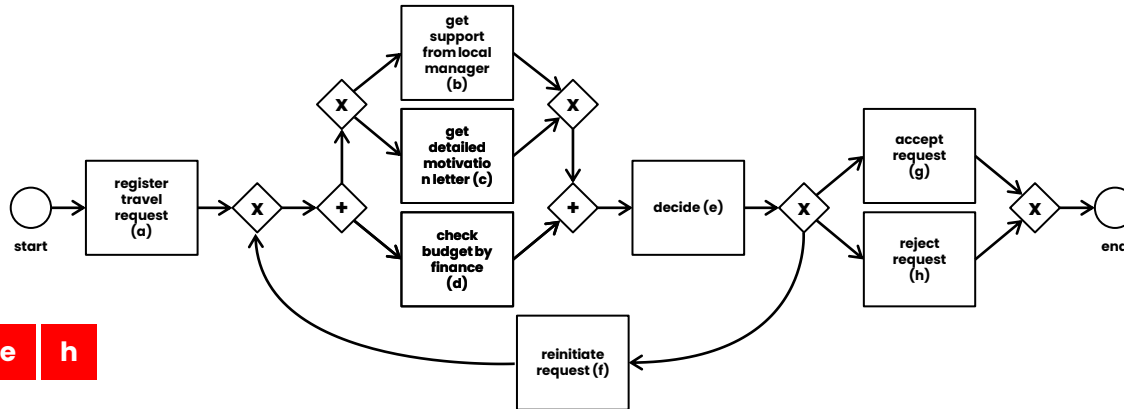 get
support
from local
manager
(b)
X
X
get
detailed
motivatio
n letter (c)
accept
request
(g)
register
travel
request
(a)
start
X
+
+
decide (e)
X
X
end
check
budget by
finance
(d)
reject
request
(h)
e
h
reinitiate
request (f)